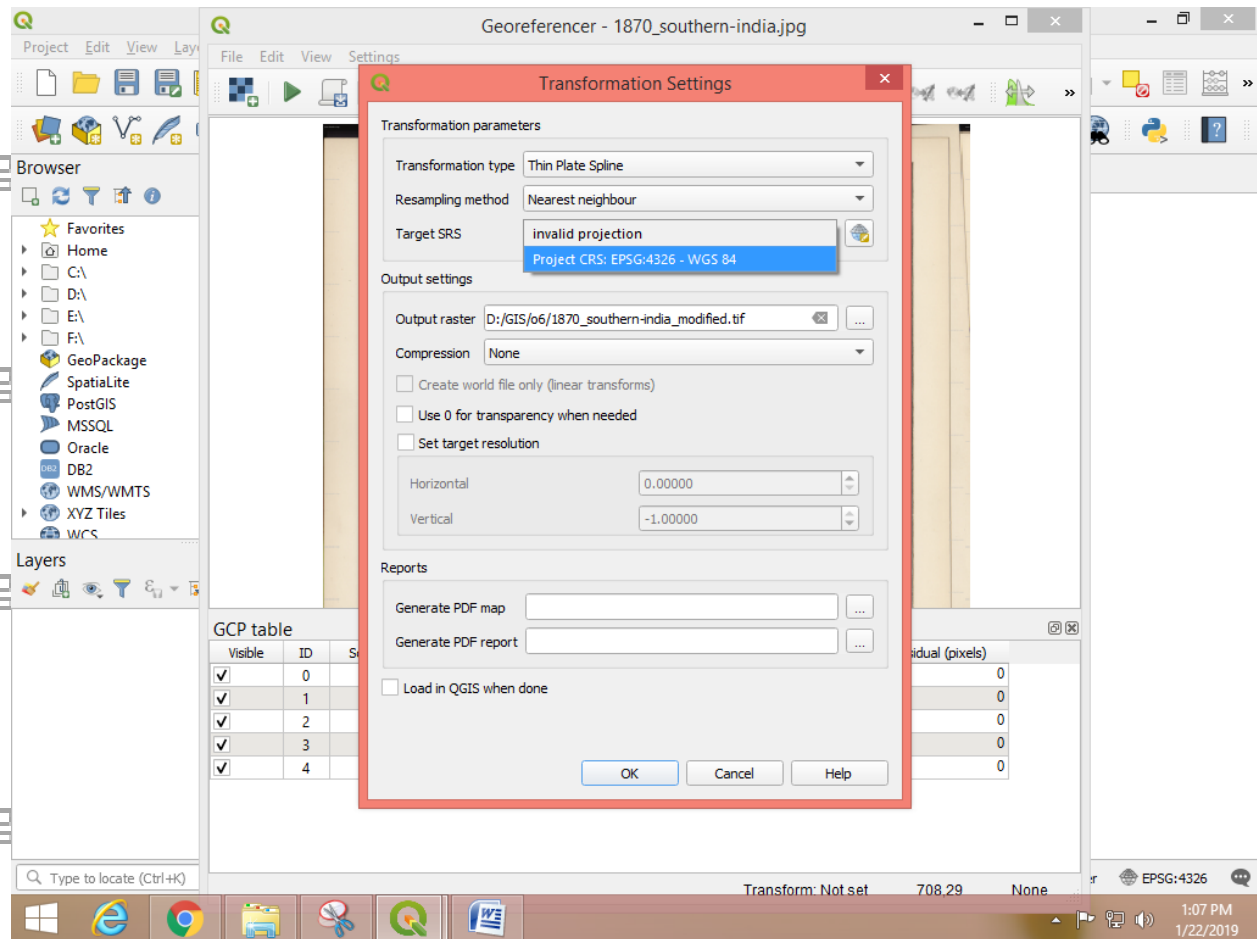 Georeferencer - 1870_southern-india.jpg
Project Edit View Lay
File Edit View Settings
Transformation Settings
Transformation parameters
Transformation type Thin Plate Spline
Resampling method Nearest neighbour
Target SRS invalid projection
Project CRS: EPSG:4326 - WGS 84
Output settings
Output raster D:/GIS/o6/1870_southern-india_modified.tif ...
Compression None
Create world file only (linear transforms)
Use 0 for transparency when needed
Set target resolution
Horizontal 0.00000
Vertical -1.00000
Reports
Generate PDF map ...
Generate PDF report ...
Load in QGIS when done
OK Cancel Help
Browser
Favorites
Home
C:\
D:\
E:\
F:\
GeoPackage
SpatiaLite
PostGIS
MSSQL
Oracle
DB2 DB2
WMS/WMTS
XYZ Tiles
WCS
Layers
GCP table
Visible ID S idual (pixels)
0 0
1 0
2 0
3 0
4 0
Type to locate (Ctrl+K)
Transform: Not set 708,29 None
r EPSG:4326
1:07 PM
1/22/2019